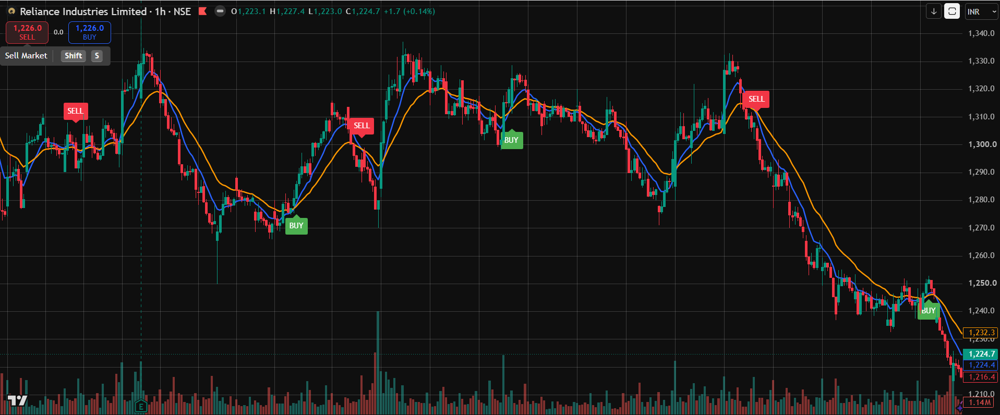 Reliance Industries Limited · 1h · NSE
O1,223.1 H1,227.4 L1,223.0 C1,224.7 +1.7 (+0.14%)
INR
1,226.0
SELL
0.0
1,226.0
BUY
Sell Market
Shift
S
1,340.0
1,330.0
1,320.0
1,310.0
1,300.0
1,290.0
1,280.0
1,270.0
1,260.0
1,250.0
1,240.0
1,232.3
1,230.0
1,224.7
1,224.4
1,216.4
1,210.0
1.14M
SELL
SELL
BUY
BUY
SELL
BUY
E